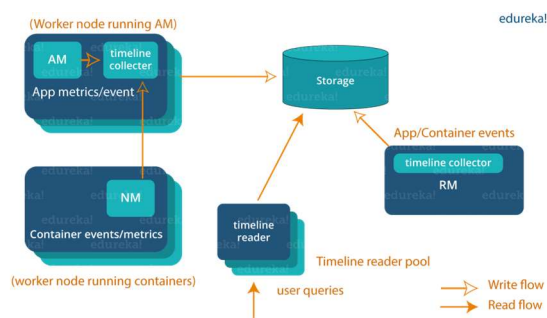 edureka!
(Worker node running AM)
AM
timeline
collecter
App metrics/event
Storage
App/Container events
timeline collector
RM
NM
Container events/metrics
(worker node running containers)
timeline
reader
Timeline reader pool
user queries
Write flow
Read flow